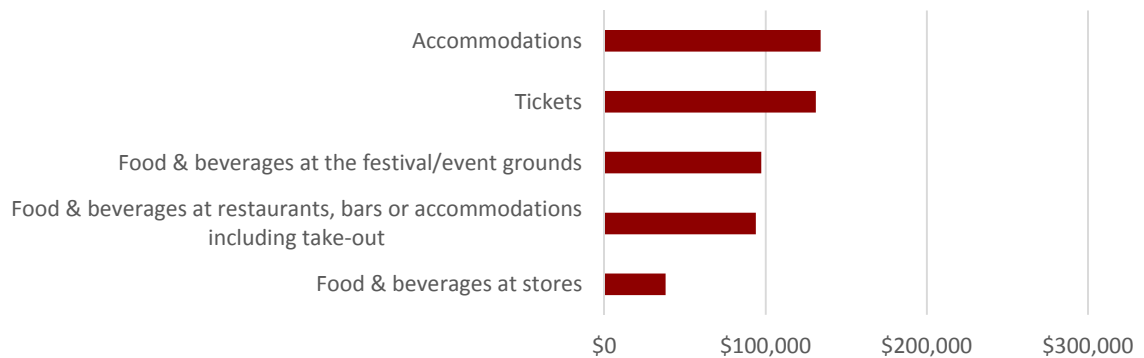 Accommodations
Tickets
Food & beverages at the festival/event grounds
Food & beverages at restaurants, bars or accommodations
including take-out
Food & beverages at stores
$0 $100,000 $200,000 $300,000